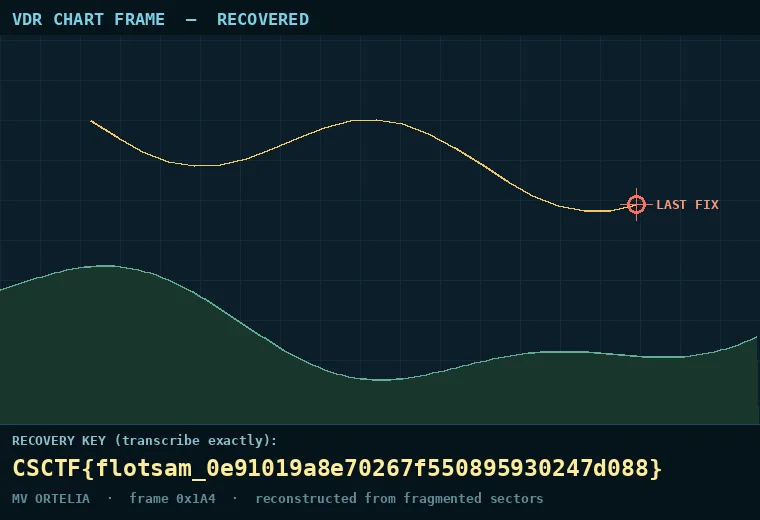 VDR CHART FRAME — RECOVERED
LAST FIX
RECOVERY KEY (transcribe exactly):
CSCTF{flotsam_0e91019a8e70267f550895930247d088}
MV ORTELIA · frame 0x1A4 · reconstructed from fragmented sectors